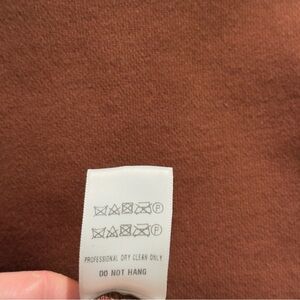 PROFESSIONAL DRY CLEAN ONLY
DO NOT HANG